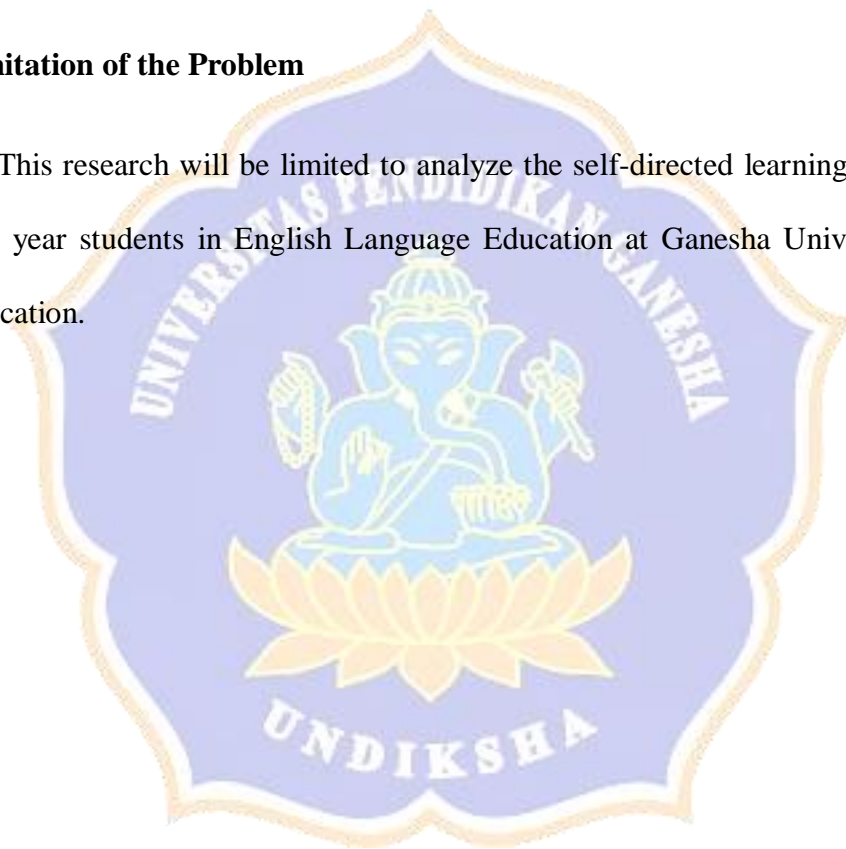 nitation of the Problem
This research will be limited to analyze the self-directed learning
year students in English Language Education at Ganesha Univ
cation.
UNIVERSITAS PENDIDIKAN GANESHA
UNDIKSHA